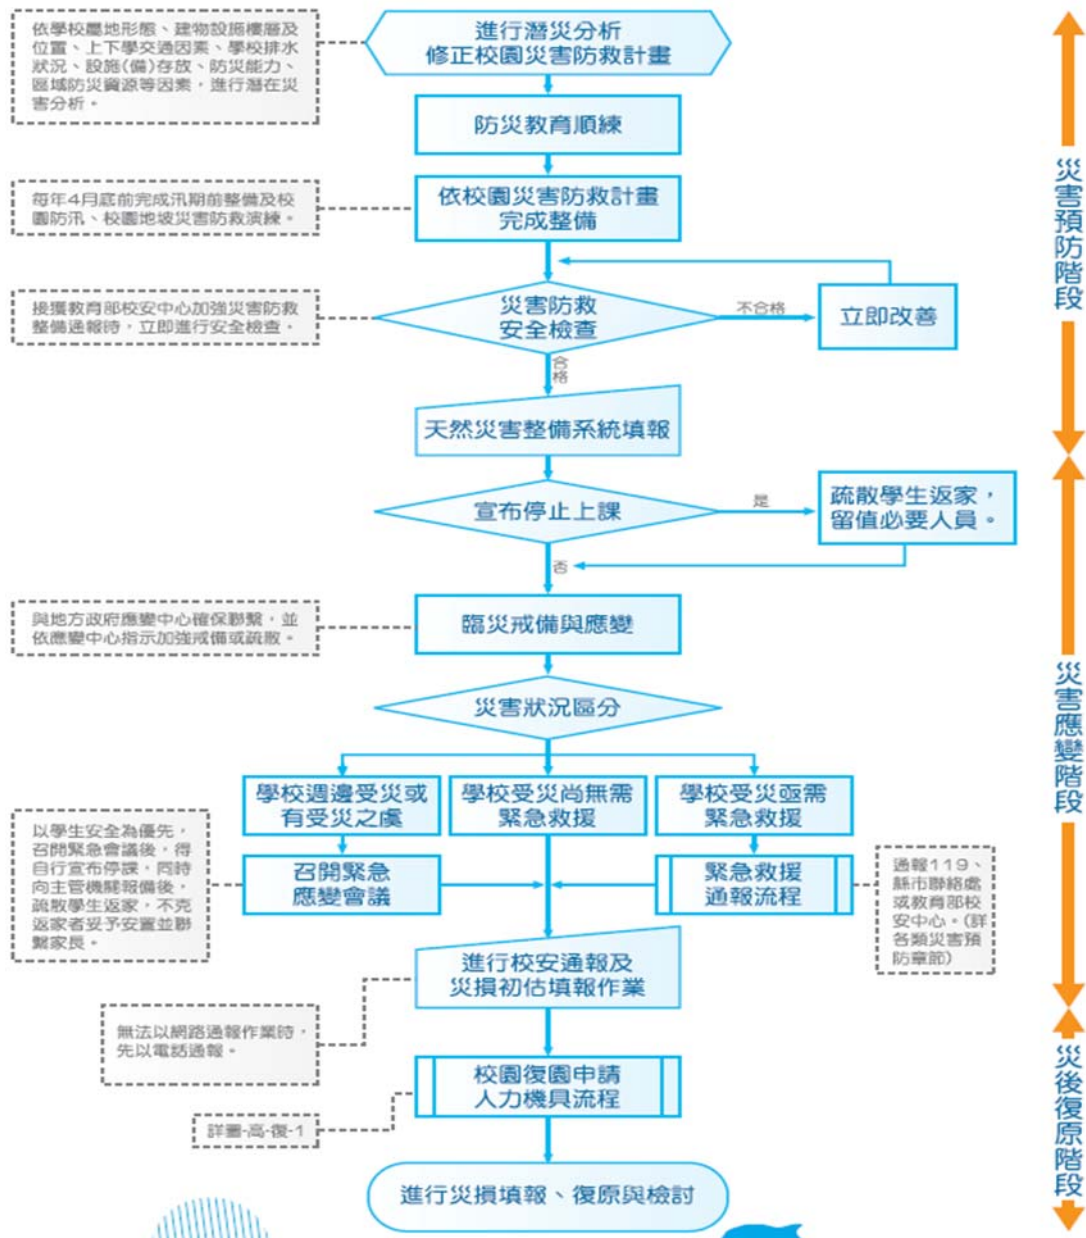 依學校屬地形態、建物設施樓層及
位置、上下學交通因素、學校排水
狀況、設施(備)存放、防災能力、
區域防災資源等因素，進行潛在災
害分析。
進行潛災分析
修正校園災害防救計畫
防災教育順練
每年4月底前完成汛期前整備及校
園防汛、校園地坡災害防救演練。
依校園災害防救計畫
完成整備
接獲教育部校安中心加強災害防救
整備通報時，立即進行安全檢查。
災害防救
安全檢查
不合格
立即改善
合格
天然災害整備系統填報
災害預防階段
宣布停止上課
是
疏散學生返家，
留值必要人員。
否
與地方政府應變中心確保聯繫，並
依應變中心指示加強戒備或疏散。
臨災戒備與應變
災害狀況區分
學校週邊受災或
有受災之虞
學校受災尚無需
緊急救援
學校受災亟需
緊急救援
以學生安全為優先，
召開緊急會議後，得
自行宣布停課，同時
向主管機關報備後，
疏散學生返家，不克
返家者妥予安置並聯
繫家長。
召開緊急
應變會議
緊急救援
通報流程
通報119、
縣市聯絡處
或教育部校
安中心。(詳
各類災害預
防章節)
災害應變階段
進行校安通報及
災損初估填報作業
無法以網路通報作業時，
先以電話通報。
校園復園申請
人力機具流程
詳圖-高-復-1
進行災損填報、復原與檢討
災後復原階段